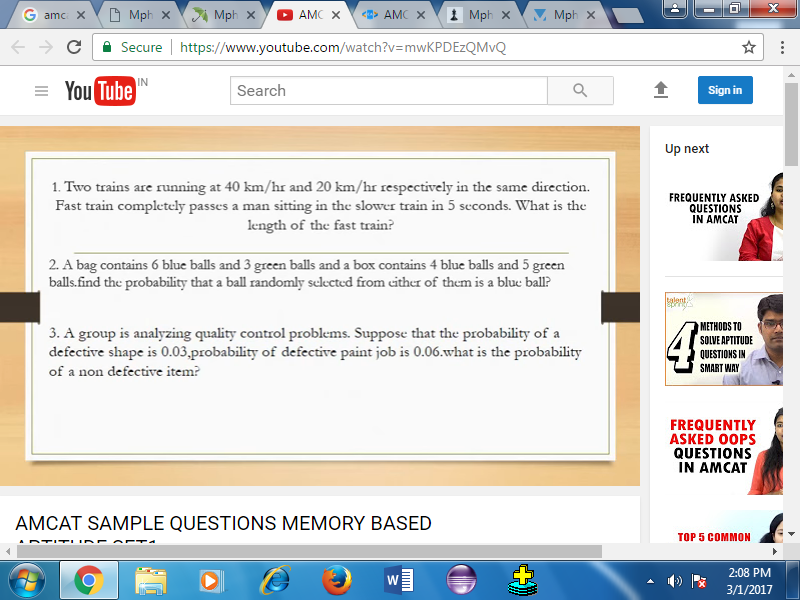 amca
Mph
Mph
AMC
AMC
Mph
Mph
Secure
https://www.youtube.com/watch?v=mwKPDEzQMvQ
YouTube IN
Search
Sign in
1. Two trains are running at 40 km/hr and 20 km/hr respectively in the same direction.
Fast train completely passes a man sitting in the slower train in 5 seconds. What is the
length of the fast train?
2. A bag contains 6 blue balls and 3 green balls and a box contains 4 blue balls and 5 green
balls.find the probability that a ball randomly selected from either of them is a blue ball?
3. A group is analyzing quality control problems. Suppose that the probability of a
defective shape is 0.03,probability of defective paint job is 0.06.what is the probability
of a non defective item?
AMCAT SAMPLE QUESTIONS MEMORY BASED
Up next
FREQUENTLY ASKED
QUESTIONS
IN AMCAT
talent
sprint
4 METHODS TO
SOLVE APTITUDE
QUESTIONS IN
SMART WAY
FREQUENTLY
ASKED OOPS
QUESTIONS
IN AMCAT
TOP 5 COMMON
2:08 PM
3/1/2017